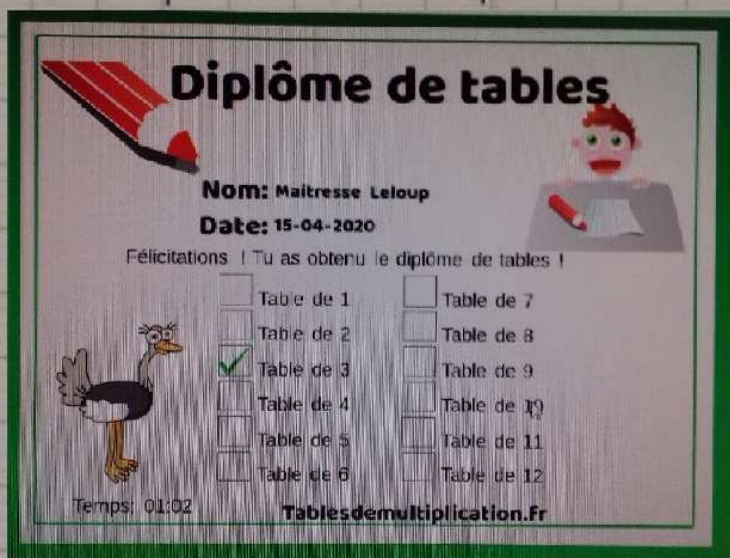 Diplôme de tables
Nom: Maitresse Leloup
Date: 15-04-2020
Félicitations ! Tu as obtenu le diplôme de tables !
Table de 1
Table de 2
Table de 3
Table de 4
Table de 5
Table de 6
Table de 7
Table de 8
Table de 9
Table de 10
Table de 11
Table de 12
Temps: 01:02
Tablesdemultiplication.fr